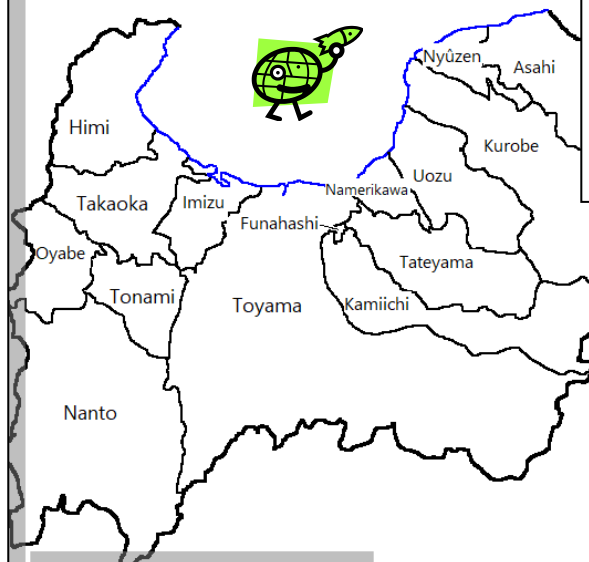 Nyûzen
Asahi
Himi
Kurobe
Uozu
Takaoka
Imizu
Namerikawa
Funahashi
Oyabe
Tateyama
Tonami
Toyama
Kamiichi
Nanto